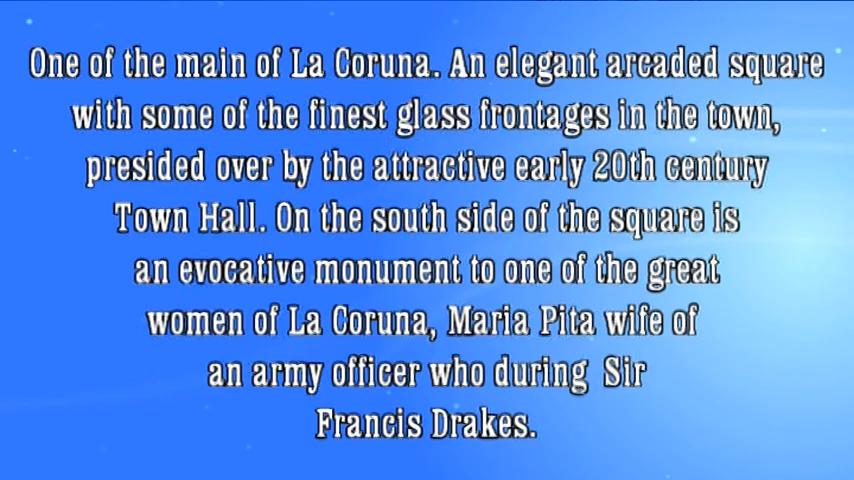 One of the main of La Coruna. An elegant arcaded square
with some of the finest glass frontages in the town,
presided over by the attractive early 20th century
Town Hall. On the south side of the square is
an evocative monument to one of the great
women of La Coruna, Maria Pita wife of
an army officer who during Sir
Francis Drakes.